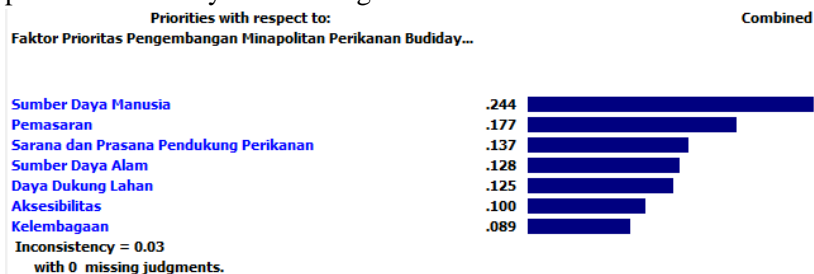 Priorities with respect to: Combined
Faktor Prioritas Pengembangan Minapolitan Perikanan Budiday...
Sumber Daya Manusia .244
Pemasaran .177
Sarana dan Prasana Pendukung Perikanan .137
Sumber Daya Alam .128
Daya Dukung Lahan .125
Aksesibilitas .100
Kelembagaan .089
Inconsistency = 0.03
with 0 missing judgments.